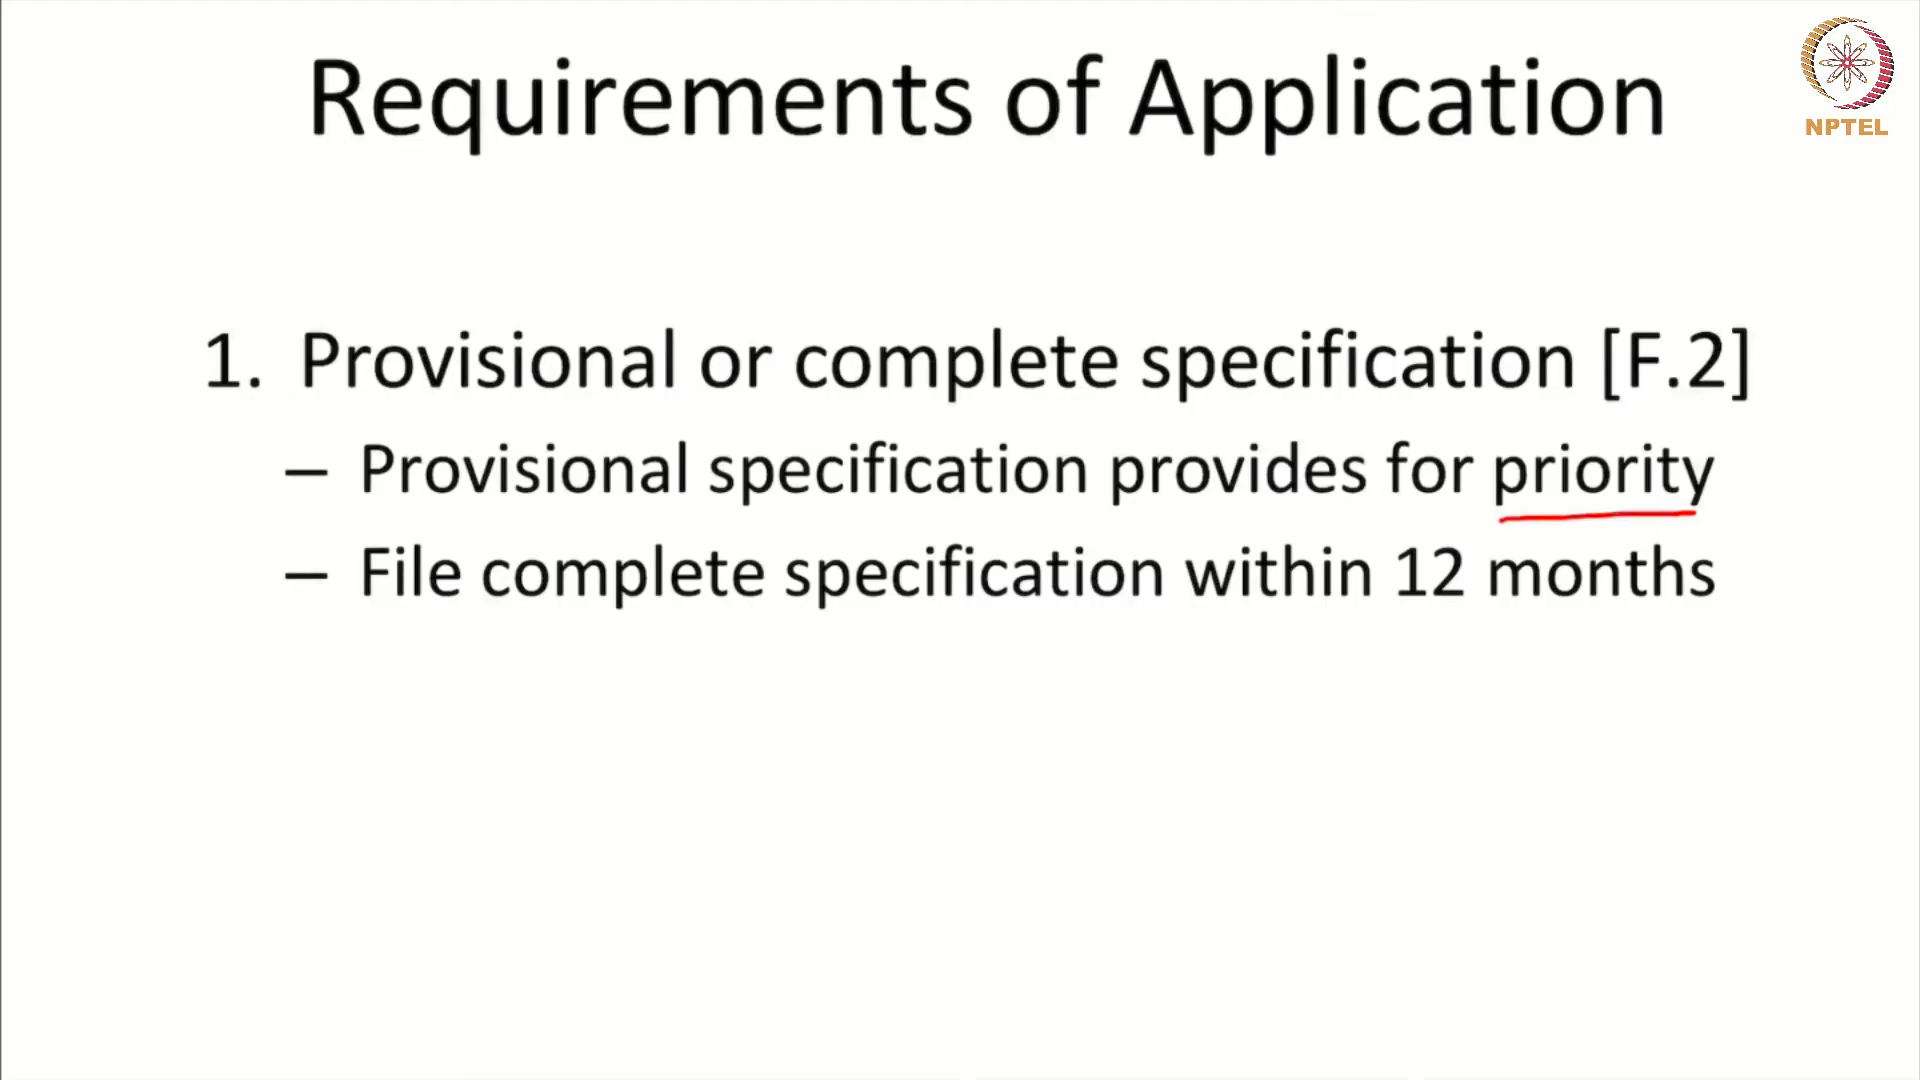 Requirements of Application
NPTEL
1. Provisional or complete specification [F.2]
– Provisional specification provides for priority
– File complete specification within 12 months